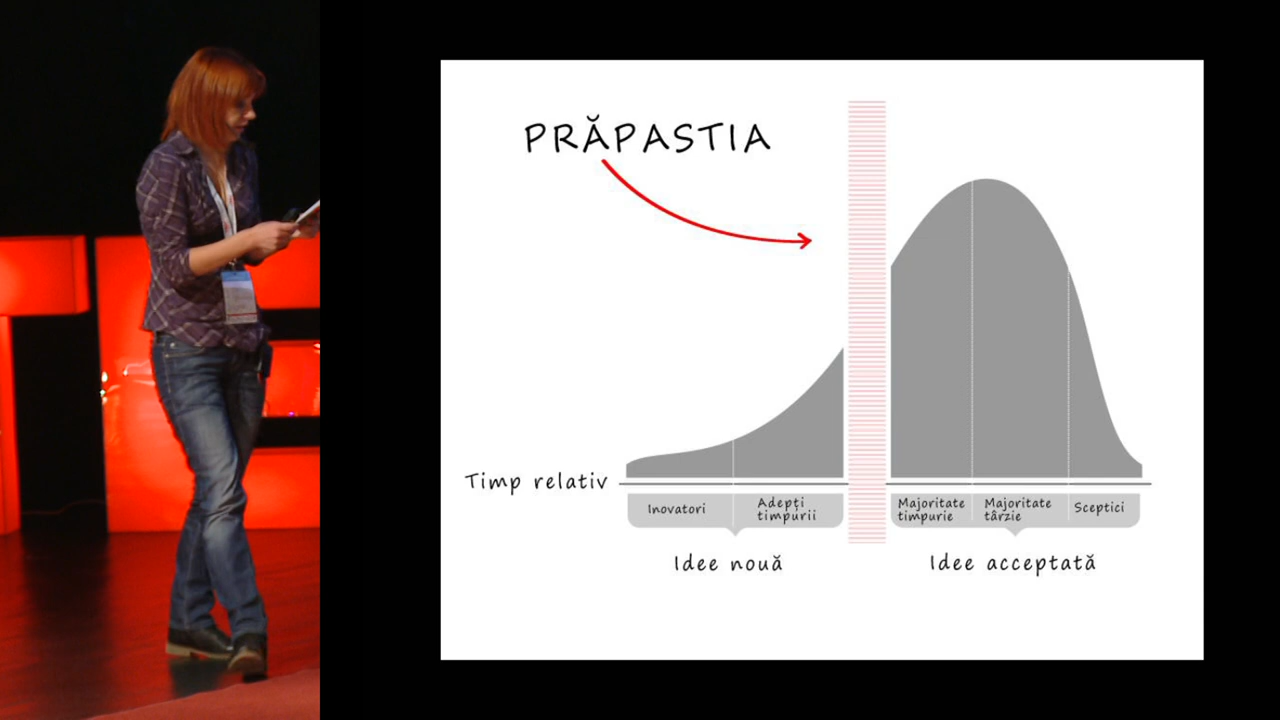 PRĂPASTIA
Timp relativ
Inovatori
Adepți
timpurii
Majoritate
timpurie
Majoritate
târzie
Sceptici
Idee nouă
Idee acceptată